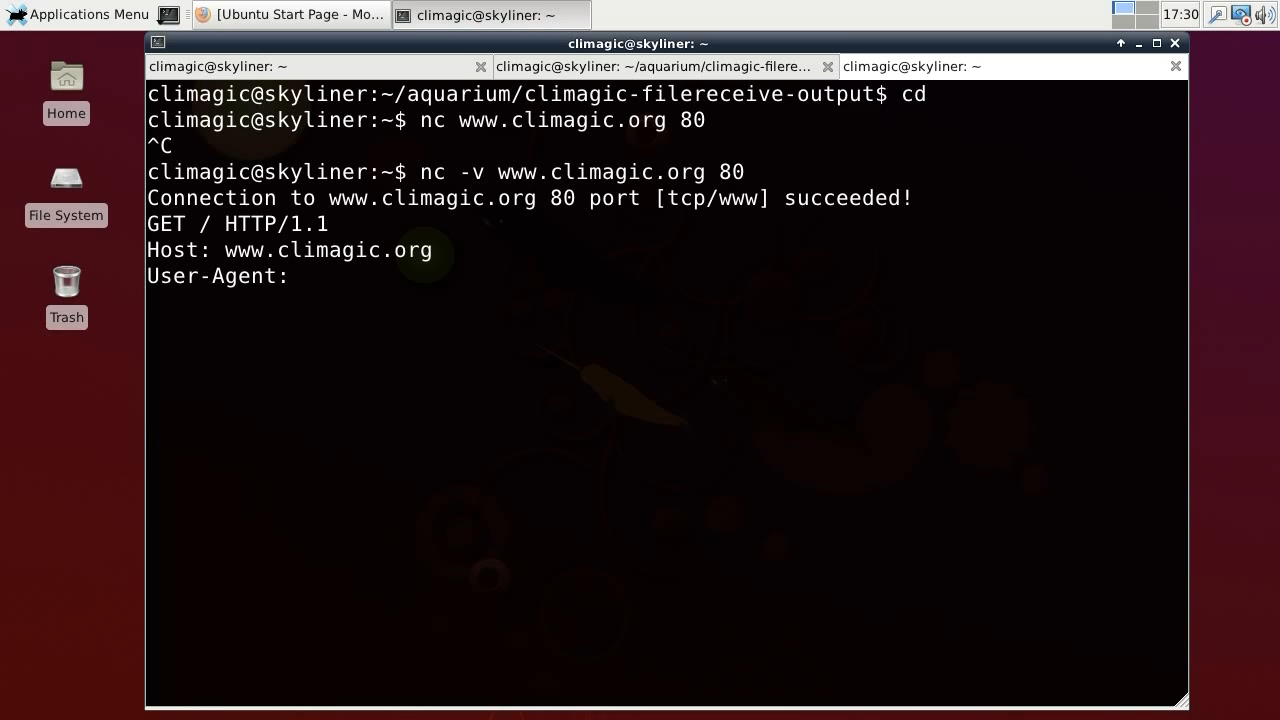 Applications Menu
[Ubuntu Start Page - Mo...
climagic@skyliner: ~
17:30
climagic@skyliner: ~
climagic@skyliner: ~
climagic@skyliner: ~/aquarium/climagic-filere...
climagic@skyliner: ~
Home
File System
Trash
climagic@skyliner:~/aquarium/climagic-filereceive-output$ cd
climagic@skyliner:~$ nc www.climagic.org 80
^C
climagic@skyliner:~$ nc -v www.climagic.org 80
Connection to www.climagic.org 80 port [tcp/www] succeeded!
GET / HTTP/1.1
Host: www.climagic.org
User-Agent: